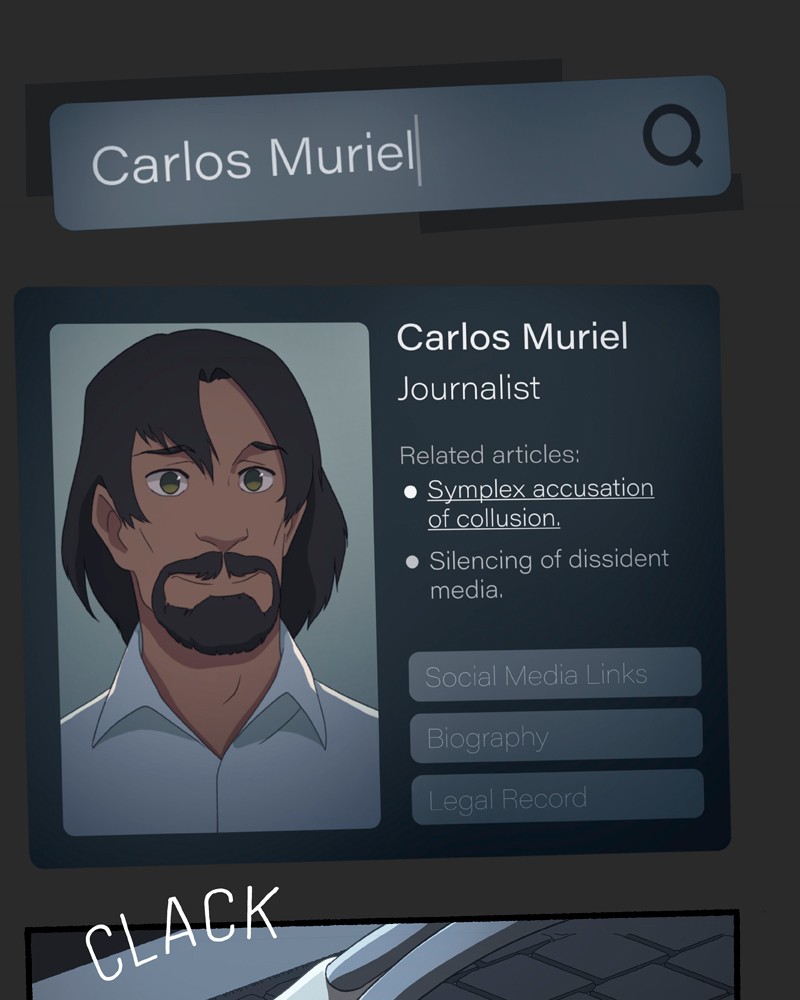 Carlos Muriel
Carlos Muriel
Journalist
Related articles:
• Symplex accusation
of collusion.
• Silencing of dissident
media.
Social Media Links
Biography
Legal Record
CLACK